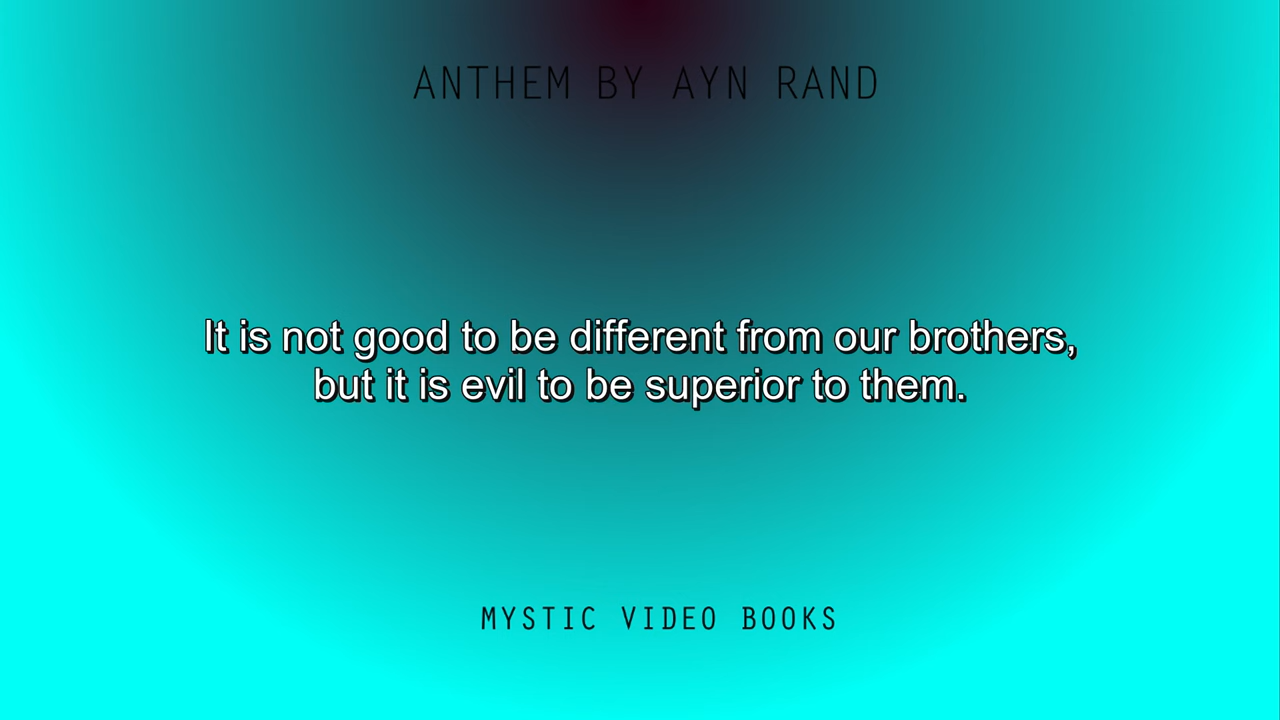 ANTHEM BY AYN RAND
It is not good to be different from our brothers,
but it is evil to be superior to them.
MYSTIC VIDEO BOOKS